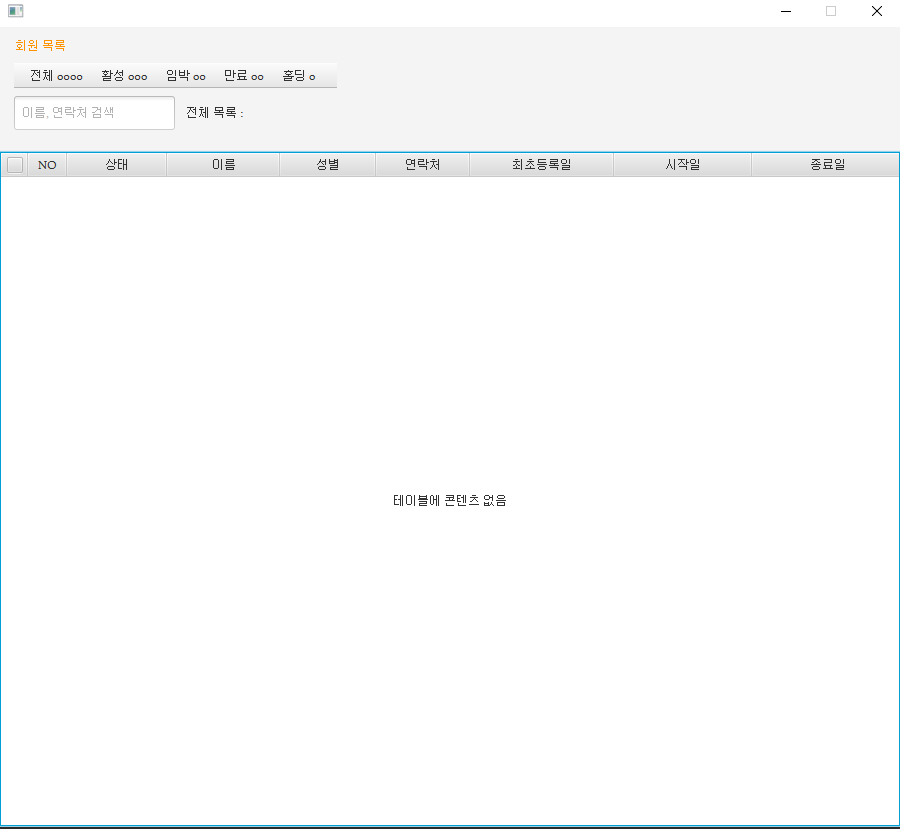 회원 목록
전체 oooo 활성 ooo 임박 oo 만료 oo 홀딩 o
이름, 연락처 검색 전체 목록 :
NO 상태 이름 성별 연락처 최초등록일 시작일 종료일
테이블에 콘텐츠 없음